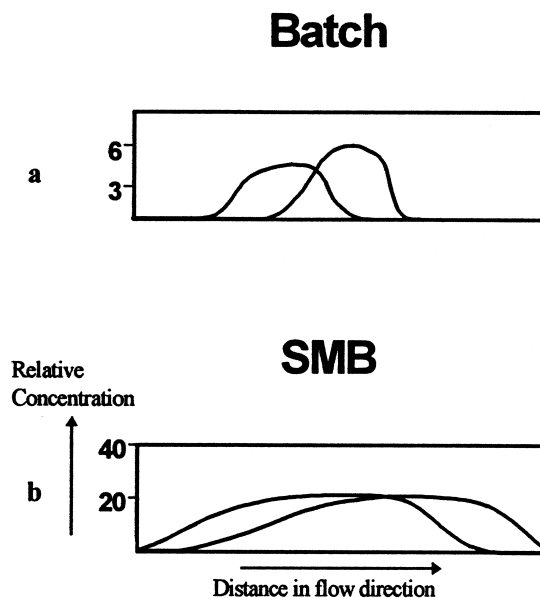 Batch
a
6
3
SMB
Relative
Concentration
b
40
20
Distance in flow direction